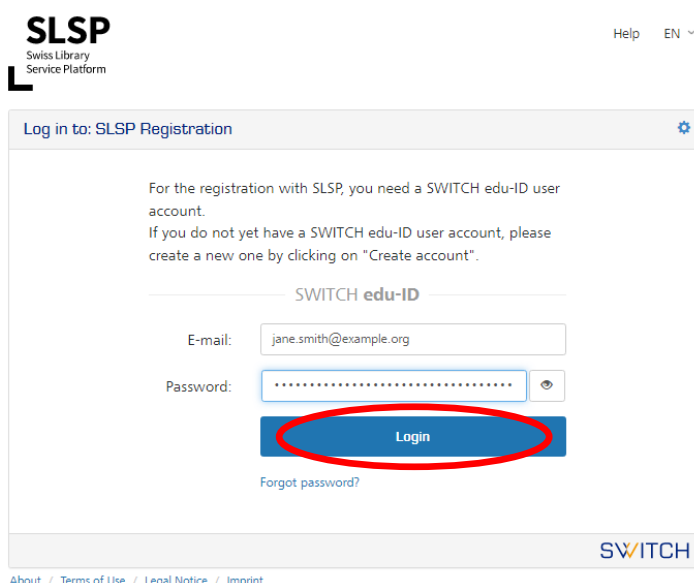 SLSP
Swiss Library
Service Platform
Help EN
Log in to: SLSP Registration
For the registration with SLSP, you need a SWITCH edu-ID user
account.
If you do not yet have a SWITCH edu-ID user account, please
create a new one by clicking on "Create account".
SWITCH edu-ID
E-mail: jane.smith@example.org
Password: ••••••••••••••••••••••••••••••••••
Login
Forgot password?
SWITCH
About / Terms of Use / Legal Notice / Imprint